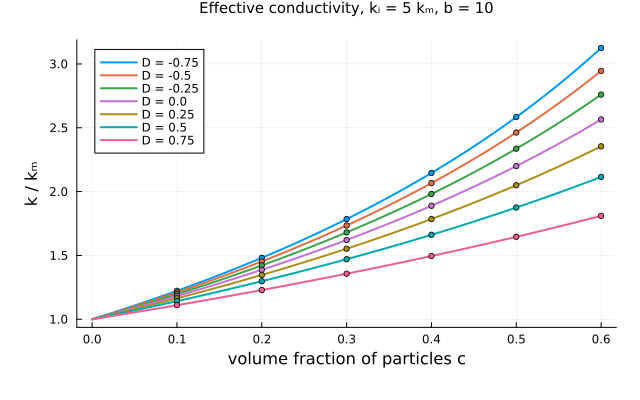 Effective conductivity, kᵢ = 5 kₘ, b = 10
k / kₘ
3.0
2.5
2.0
1.5
1.0
D = -0.75
D = -0.5
D = -0.25
D = 0.0
D = 0.25
D = 0.5
D = 0.75
0.0 0.1 0.2 0.3 0.4 0.5 0.6
volume fraction of particles c